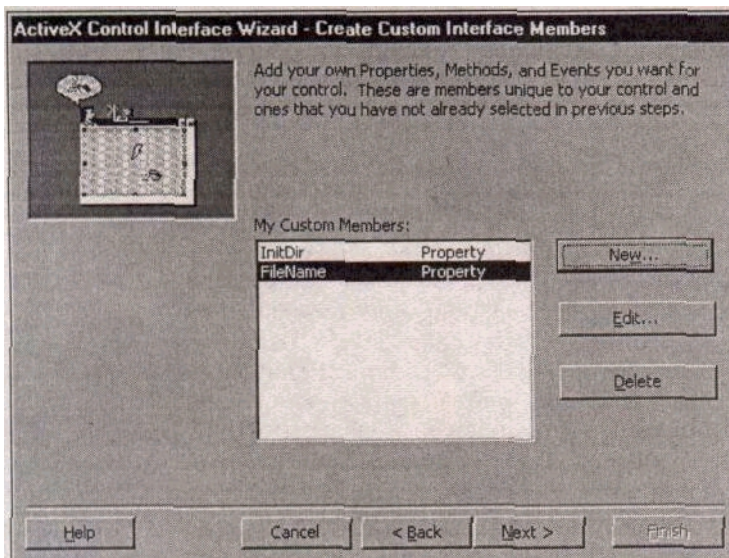 ActiveX Control Interface Wizard - Create Custom Interface Members
Add your own Properties, Methods, and Events you want for
your control. These are members unique to your control and
ones that you have not already selected in previous steps.
My Custom Members:
InitDir Property
FileName Property
New...
Edit...
Delete
Help Cancel < Back Next > Finish